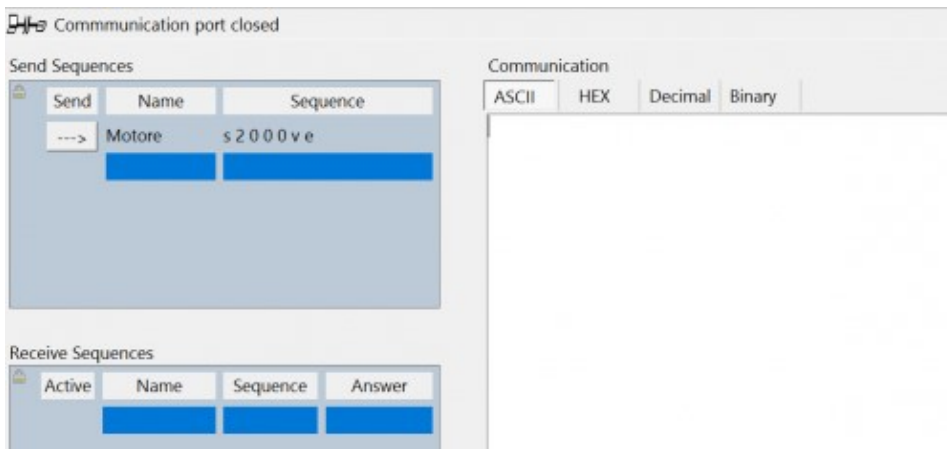 Commmunication port closed
Send Sequences
Send Name Sequence
---> Motore s 2 0 0 0 v e
Receive Sequences
Active Name Sequence Answer
Communication
ASCII HEX Decimal Binary